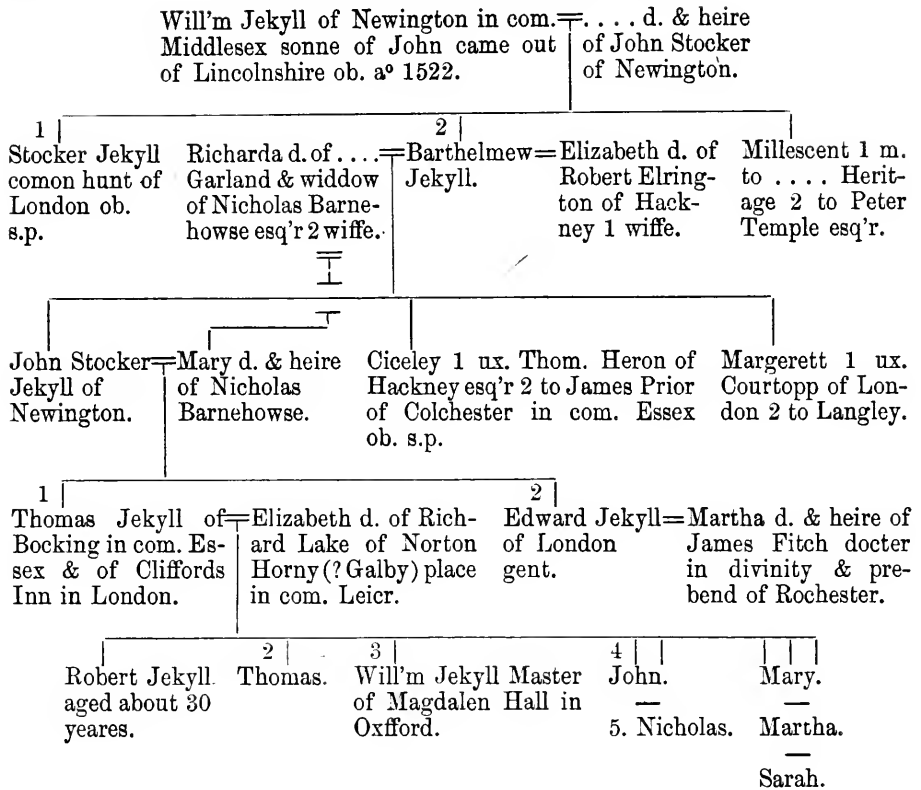 Will'm Jekyll of Newington in com.
Middlesex sonne of John came out
of Lincolnshire ob. aº 1522.
. . . . d. & heire
of John Stocker
of Newington.
1
Stocker Jekyll
comon hunt of
London ob.
s.p.
Richarda d. of . . . .
Garland & widdow
of Nicholas Barne-
howse esq'r 2 wiffe.
2
Barthelmew
Jekyll.
Elizabeth d. of
Robert Elring-
ton of Hack-
ney 1 wiffe.
Millescent 1 m.
to . . . . Herit-
age 2 to Peter
Temple esq'r.
John Stocker
Jekyll of
Newington.
Mary d. & heire
of Nicholas
Barnehowse.
Ciceley 1 ux. Thom. Heron of
Hackney esq'r 2 to James Prior
of Colchester in com. Essex
ob. s.p.
Margerett 1 ux.
Courtopp of Lon-
don 2 to Langley.
1
Thomas Jekyll of
Bocking in com. Es-
sex & of Cliffords
Inn in London.
Elizabeth d. of Rich-
ard Lake of Norton
Horny (? Galby) place
in com. Leicr.
2
Edward Jekyll
of London
gent.
Martha d. & heire of
James Fitch docter
in divinity & pre-
bend of Rochester.
Robert Jekyll
aged about 30
yeares.
2
Thomas.
3
Will'm Jekyll Master
of Magdalen Hall in
Oxfford.
4
John.
5. Nicholas.
Mary.
Martha.
Sarah.